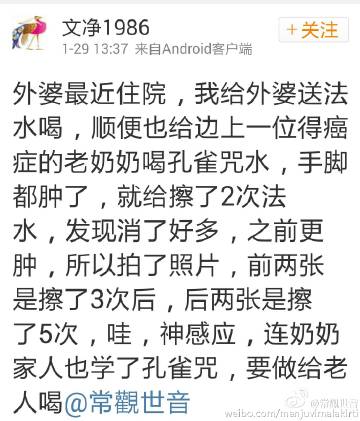 文净1986
+关注
1-29 13:37 来自Android客户端
外婆最近住院，我给外婆送法
水喝，顺便也给边上一位得癌
症的老奶奶喝孔雀咒水，手脚
都肿了，就给擦了2次法
水，发现消了好多，之前更
肿，所以拍了照片，前两张
是擦了3次后，后两张是擦
了5次，哇，神感应，连奶奶
家人也学了孔雀咒，要做给老
人喝@常觀世音
@常觀世音
weibo.com/manjuvimalakirti